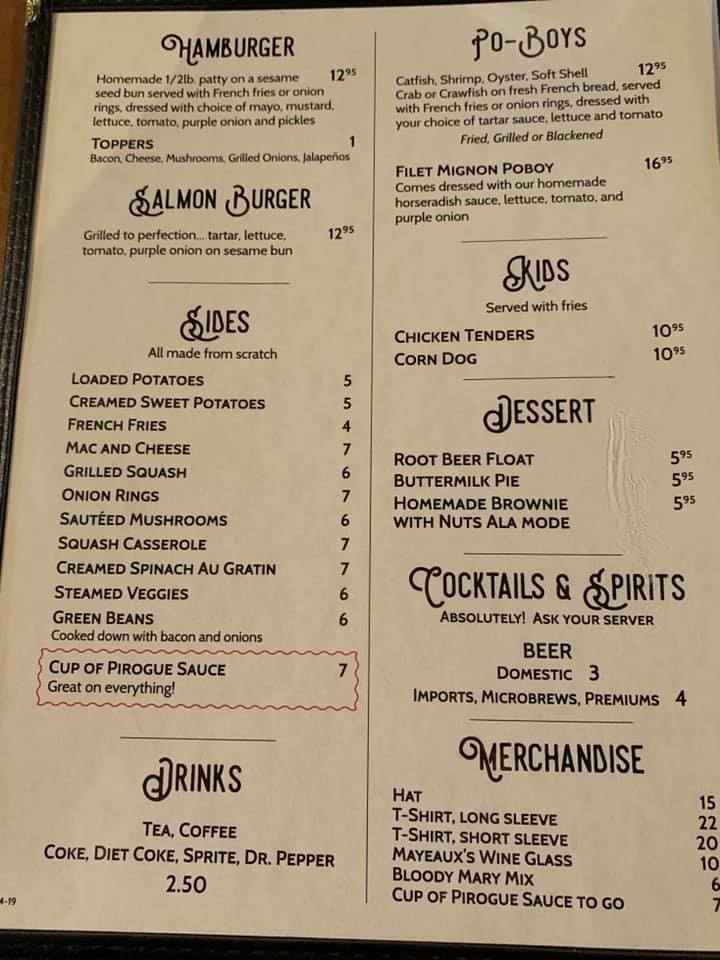 Hamburger
Homemade 1/2lb. patty on a sesame 12⁹⁵
seed bun served with French fries or onion
rings, dressed with choice of mayo, mustard,
lettuce, tomato, purple onion and pickles
Toppers 1
Bacon, Cheese, Mushrooms, Grilled Onions, Jalapeños
Salmon Burger
Grilled to perfection... tartar, lettuce, 12⁹⁵
tomato, purple onion on sesame bun
Sides
All made from scratch
Loaded Potatoes 5
Creamed Sweet Potatoes 5
French Fries 4
Mac and Cheese 7
Grilled Squash 6
Onion Rings 7
Sautéed Mushrooms 6
Squash Casserole 7
Creamed Spinach Au Gratin 7
Steamed Veggies 6
Green Beans 6
Cooked down with bacon and onions
Cup of Pirogue Sauce 7
Great on everything!
Drinks
Tea, Coffee
Coke, Diet Coke, Sprite, Dr. Pepper
2.50
4-19
Po-Boys
Catfish, Shrimp, Oyster, Soft Shell 12⁹⁵
Crab or Crawfish on fresh French bread, served
with French fries or onion rings, dressed with
your choice of tartar sauce, lettuce and tomato
Fried, Grilled or Blackened
Filet Mignon Poboy 16⁹⁵
Comes dressed with our homemade
horseradish sauce, lettuce, tomato, and
purple onion
Kids
Served with fries
Chicken Tenders 10⁹⁵
Corn Dog 10⁹⁵
Dessert
Root Beer Float 5⁹⁵
Buttermilk Pie 5⁹⁵
Homemade Brownie 5⁹⁵
with Nuts Ala mode
Cocktails & Spirits
Absolutely! Ask your server
BEER
Domestic 3
Imports, Microbrews, Premiums 4
Merchandise
Hat 15
T-Shirt, long sleeve 22
T-Shirt, short sleeve 20
Mayeaux's Wine Glass 10
Bloody Mary Mix 6
Cup of Pirogue Sauce to go 7